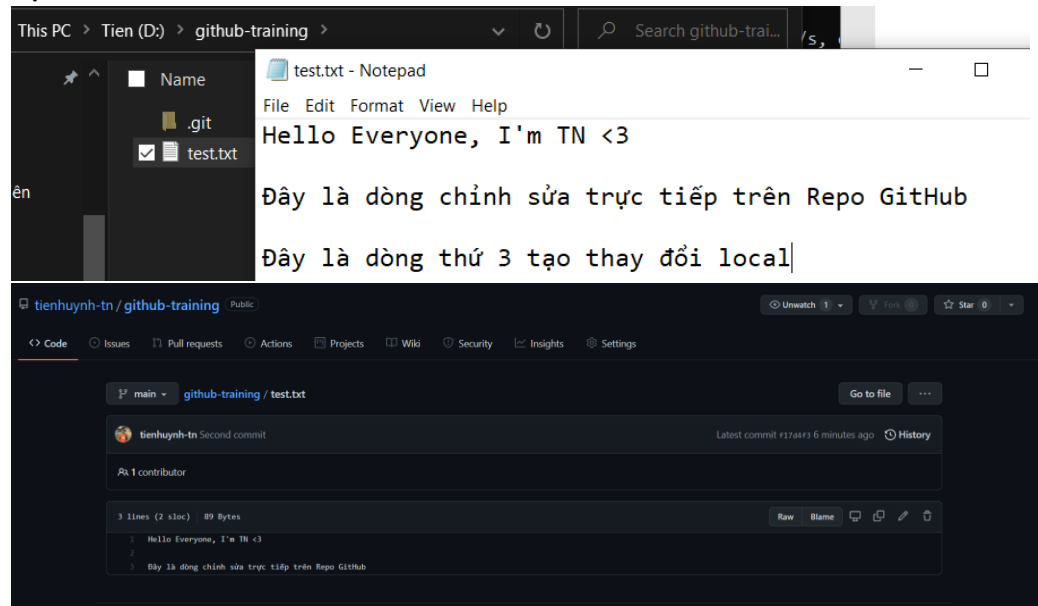 This PC > Tien (D:) > github-training >
Search github-trai...
/s,
Name
.git
test.txt
ên
test.txt - Notepad
File Edit Format View Help
Hello Everyone, I'm TN <3
Đây là dòng chỉnh sửa trực tiếp trên Repo GitHub
Đây là dòng thứ 3 tạo thay đổi local
tienhuynh-tn / github-training Public
Unwatch 1
Fork 0
Star 0
<> Code Issues Pull requests Actions Projects Wiki Security Insights Settings
main github-training / test.txt
Go to file ...
tienhuynh-tn Second commit
Latest commit f17d4f3 6 minutes ago History
1 contributor
3 lines (2 sloc) 89 Bytes
Raw Blame
1 Hello Everyone, I'm TN <3
2
3 Đây là dòng chỉnh sửa trực tiếp trên Repo GitHub